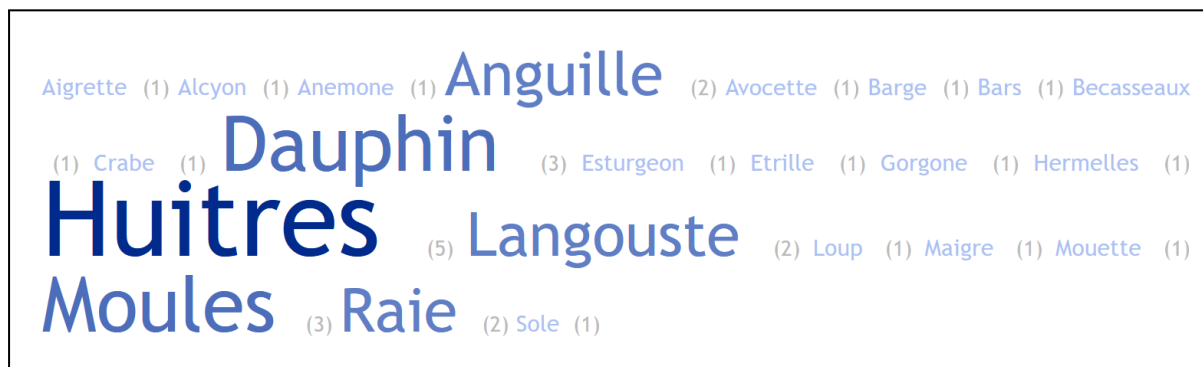 Aigrette (1) Alcyon (1) Anemone (1) Anguille (2) Avocette (1) Barge (1) Bars (1) Becasseaux
(1) Crabe (1) Dauphin (3) Esturgeon (1) Etrille (1) Gorgone (1) Hermelles (1)
Huitres (5) Langouste (2) Loup (1) Maigre (1) Mouette (1)
Moules (3) Raie (2) Sole (1)